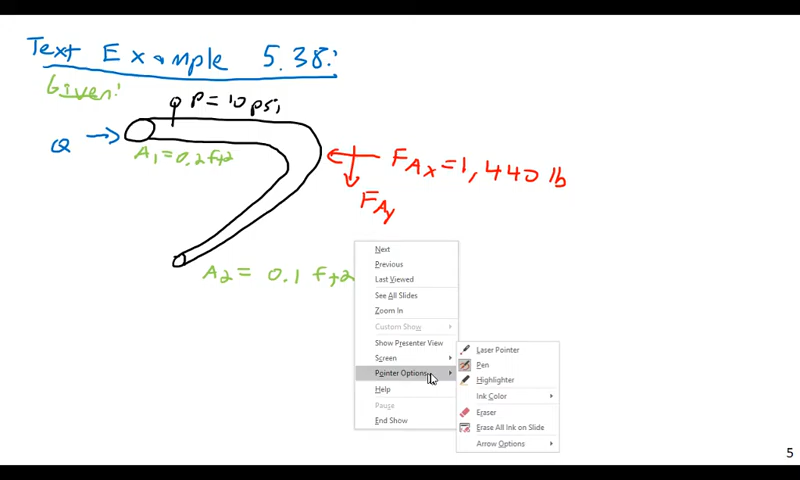 Text Example 5.38:
Given:
P = 10 psi
Q
A1 = 0.2 ft2
FAx = 1,440 lb
FAy
A2 = 0.1 ft2
Next
Previous
Last Viewed
See All Slides
Zoom In
Custom Show
Show Presenter View
Screen
Pointer Options
Help
Pause
End Show
Laser Pointer
Pen
Highlighter
Ink Color
Eraser
Erase All Ink on Slide
Arrow Options
5